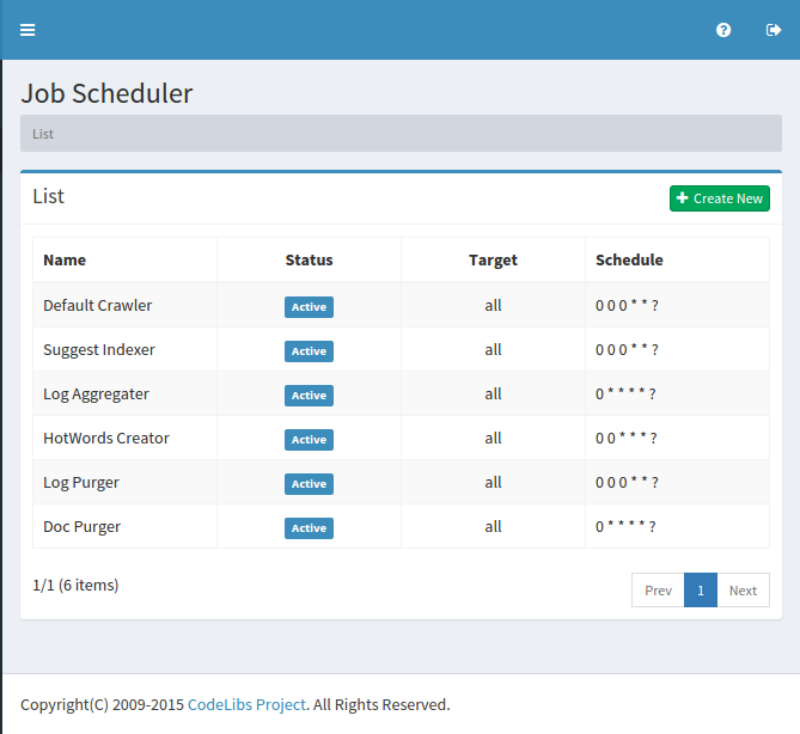 Job Scheduler
List
List
Create New
Name Status Target Schedule
Default Crawler Active all 0 0 0 * * ?
Suggest Indexer Active all 0 0 0 * * ?
Log Aggregater Active all 0 * * * * ?
HotWords Creator Active all 0 0 * * * ?
Log Purger Active all 0 0 0 * * ?
Doc Purger Active all 0 * * * * ?
1/1 (6 items) Prev 1 Next
Copyright(C) 2009-2015 CodeLibs Project. All Rights Reserved.